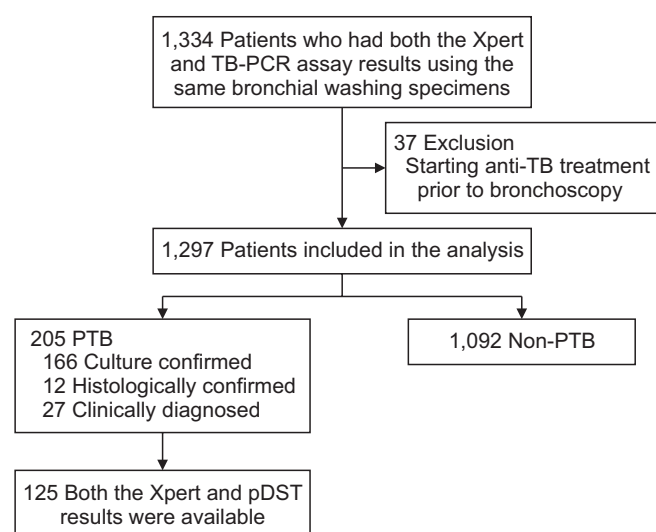 1,334 Patients who had both the Xpert
and TB-PCR assay results using the
same bronchial washing specimens
37 Exclusion
Starting anti-TB treatment
prior to bronchoscopy
1,297 Patients included in the analysis
205 PTB
166 Culture confirmed
12 Histologically confirmed
27 Clinically diagnosed
1,092 Non-PTB
125 Both the Xpert and pDST
results were available